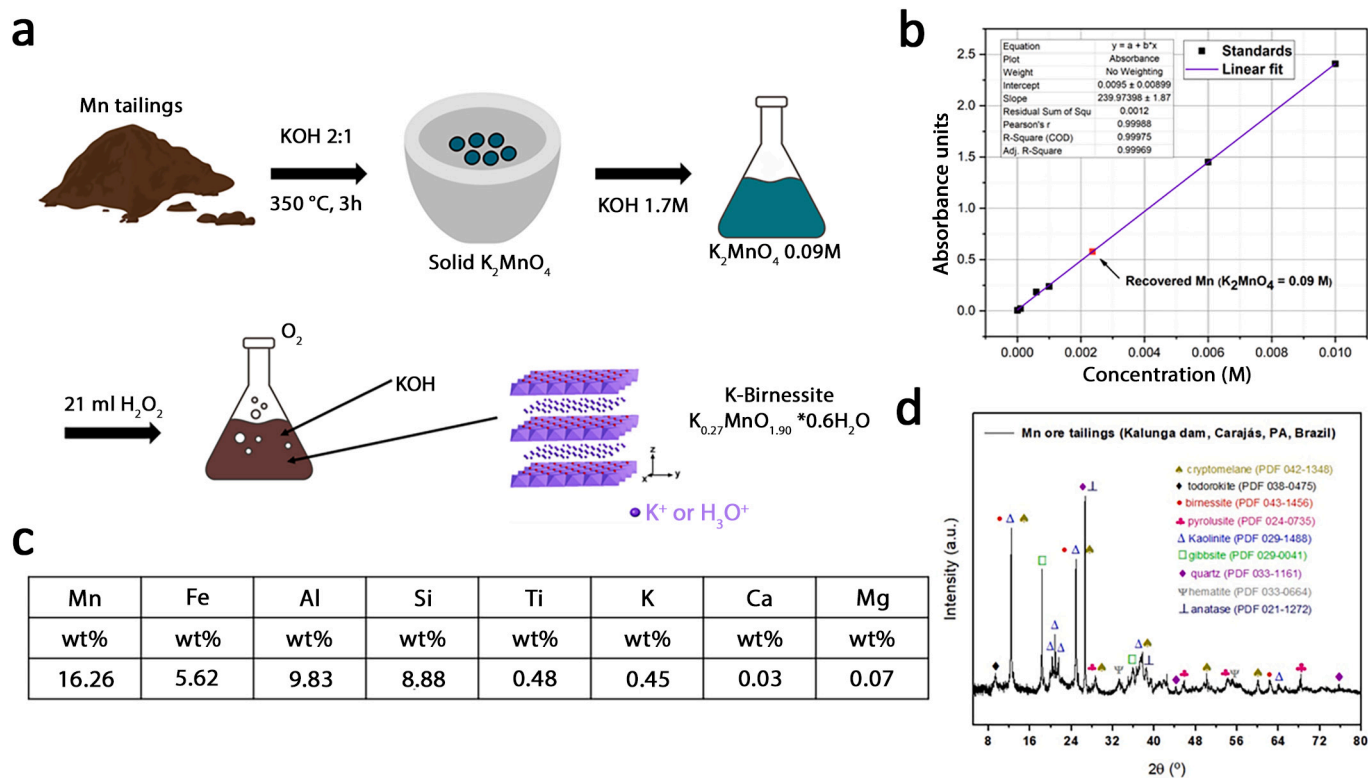 a
Mn tailings
KOH 2:1
350 °C, 3h
Solid K₂MnO₄
KOH 1.7M
K₂MnO₄ 0.09M
21 ml H₂O₂
O₂
KOH
K-Birnessite
K₀.₂₇MnO₁.₉₀ *0.6H₂O
z
x
y
K⁺ or H₃O⁺
b
Equation y = a + b*x
Plot Absorbance
Weight No Weighting
Intercept 0.0095 ± 0.00899
Slope 239.97398 ± 1.87
Residual Sum of Squ 0.0012
Pearson's r 0.99988
R-Square (COD) 0.99975
Adj. R-Square 0.99969
Standards
Linear fit
Absorbance units
2.5
2.0
1.5
1.0
0.5
0.0
Recovered Mn (K₂MnO₄ = 0.09 M)
0.000 0.002 0.004 0.006 0.008 0.010
Concentration (M)
c
Mn Fe Al Si Ti K Ca Mg
wt% wt% wt% wt% wt% wt% wt% wt%
16.26 5.62 9.83 8.88 0.48 0.45 0.03 0.07
d
Mn ore tailings (Kalunga dam, Carajás, PA, Brazil)
cryptomelane (PDF 042-1348)
todorokite (PDF 038-0475)
birnessite (PDF 043-1456)
pyrolusite (PDF 024-0735)
Kaolinite (PDF 029-1488)
gibbsite (PDF 029-0041)
quartz (PDF 033-1161)
hematite (PDF 033-0664)
anatase (PDF 021-1272)
Intensity (a.u.)
8 16 24 32 40 48 56 64 72 80
2θ (º)